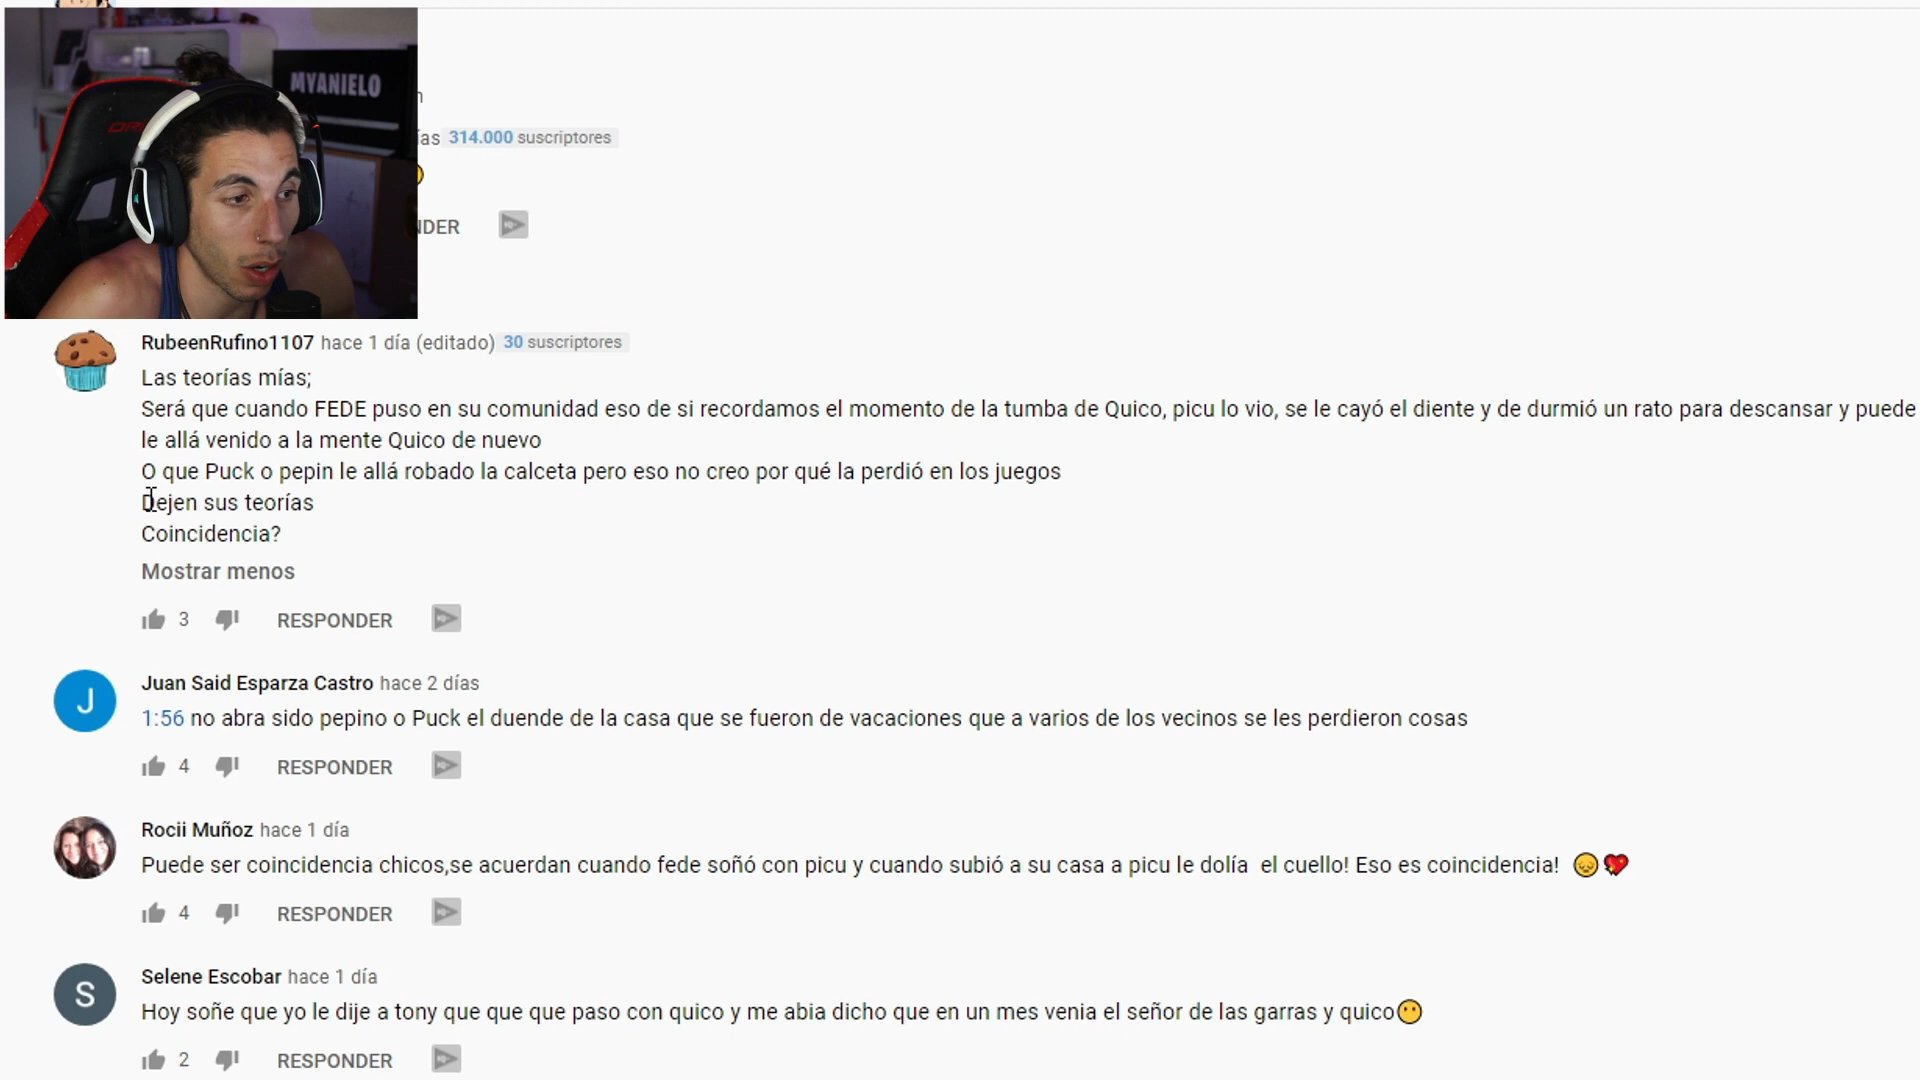 MYANIELO
ías 314.000 suscriptores
NDER
RubeenRufino1107 hace 1 día (editado) 30 suscriptores
Las teorías mías;
Será que cuando FEDE puso en su comunidad eso de si recordamos el momento de la tumba de Quico, picu lo vio, se le cayó el diente y de durmió un rato para descansar y puede
le allá venido a la mente Quico de nuevo
O que Puck o pepin le allá robado la calceta pero eso no creo por qué la perdió en los juegos
Dejen sus teorías
Coincidencia?
Mostrar menos
3 RESPONDER
J
Juan Said Esparza Castro hace 2 días
1:56 no abra sido pepino o Puck el duende de la casa que se fueron de vacaciones que a varios de los vecinos se les perdieron cosas
4 RESPONDER
Rocii Muñoz hace 1 día
Puede ser coincidencia chicos,se acuerdan cuando fede soñó con picu y cuando subió a su casa a picu le dolía el cuello! Eso es coincidencia! 😞💖
4 RESPONDER
S
Selene Escobar hace 1 día
Hoy soñe que yo le dije a tony que que que paso con quico y me abia dicho que en un mes venia el señor de las garras y quico😶
2 RESPONDER